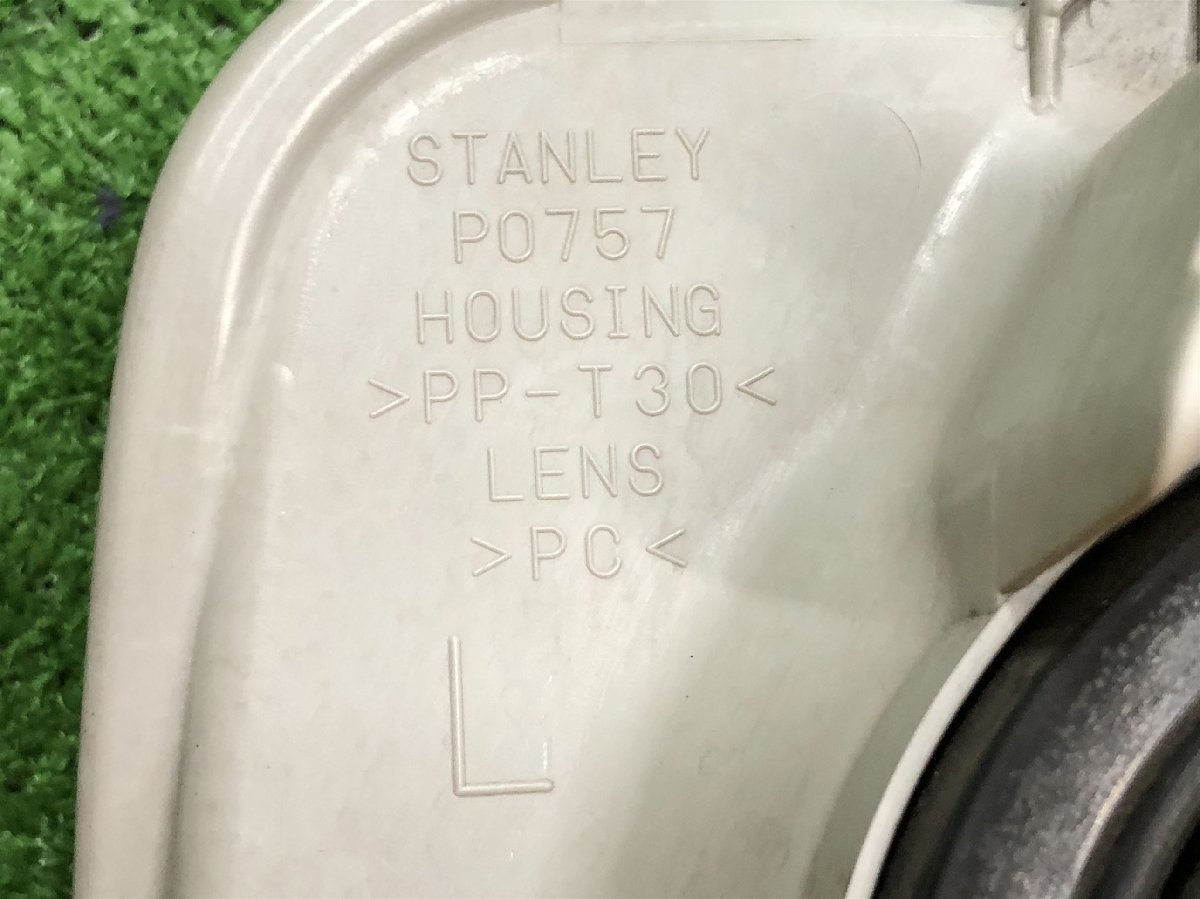 STANLEY
P0757
HOUSING
>PP-T30<
LENS
>PC<
L